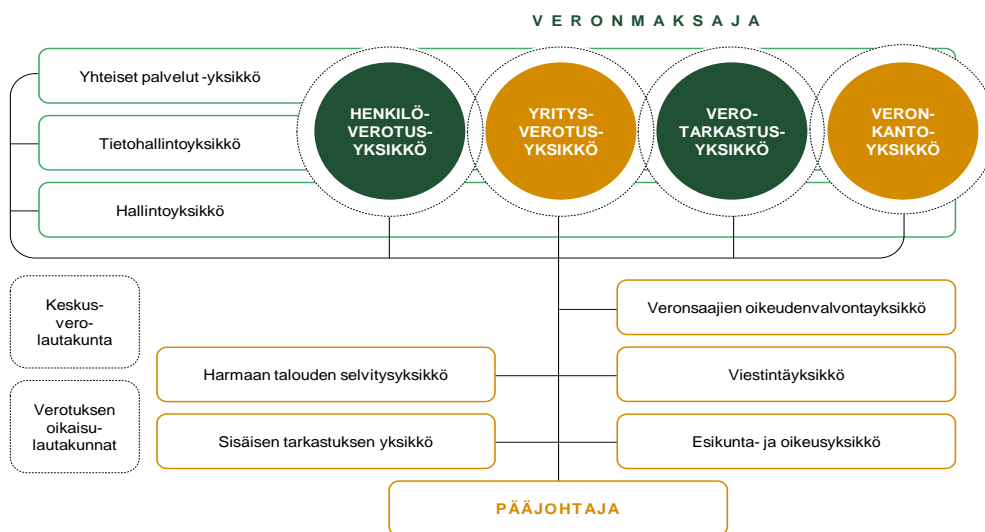 VERONMAKSAJA
Yhteiset palvelut -yksikkö
Tietohallintoyksikkö
Hallintoyksikkö
HENKILÖ-
VEROTUS-
YKSIKKÖ
YRITYS-
VEROTUS-
YKSIKKÖ
VERO-
TARKASTUS-
YKSIKKÖ
VERON-
KANTO-
YKSIKKÖ
Keskus-
vero-
lautakunta
Verotuksen
oikaisu-
lautakunnat
Veronsaajien oikeudenvalvontayksikkö
Harmaan talouden selvitysyksikkö
Viestintäyksikkö
Sisäisen tarkastuksen yksikkö
Esikunta- ja oikeusyksikkö
PÄÄJOHTAJA